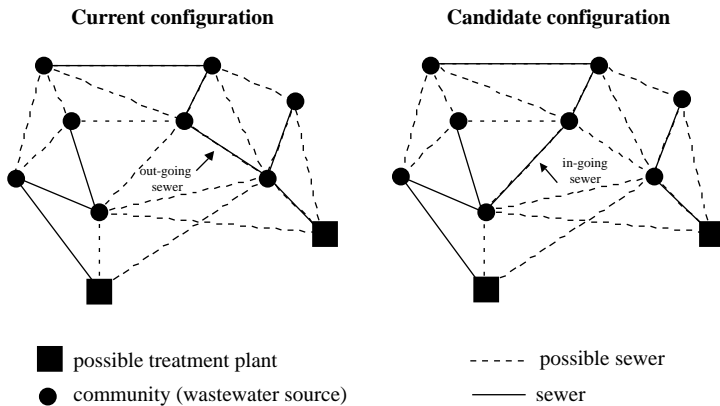 Current configuration
Candidate configuration
out-going
sewer
in-going
sewer
possible treatment plant
possible sewer
community (wastewater source)
sewer